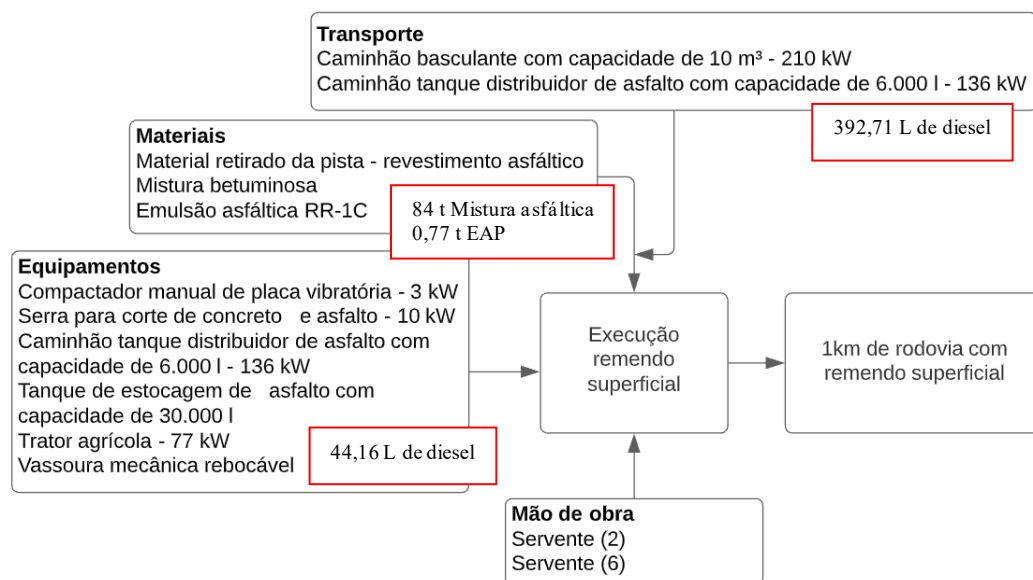 Transporte
Caminhão basculante com capacidade de 10 m³ - 210 kW
Caminhão tanque distribuidor de asfalto com capacidade de 6.000 l - 136 kW
392,71 L de diesel
Materiais
Material retirado da pista - revestimento asfáltico
Mistura betuminosa
Emulsão asfáltica RR-1C
84 t Mistura asfáltica
0,77 t EAP
Equipamentos
Compactador manual de placa vibratória - 3 kW
Serra para corte de concreto e asfalto - 10 kW
Caminhão tanque distribuidor de asfalto com
capacidade de 6.000 l - 136 kW
Tanque de estocagem de asfalto com
capacidade de 30.000 l
Trator agrícola - 77 kW
Vassoura mecânica rebocável
44,16 L de diesel
Execução
remendo
superficial
1km de rodovia com
remendo superficial
Mão de obra
Servente (2)
Servente (6)